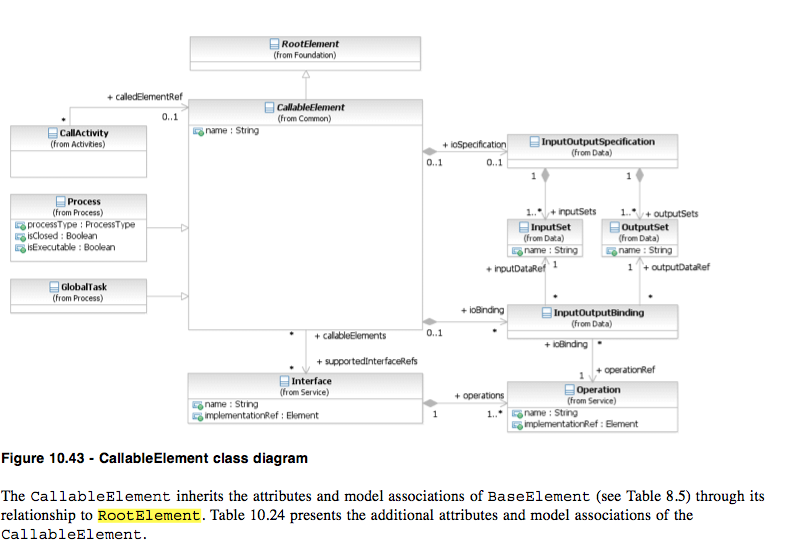 RootElement
(from Foundation)
+ calledElementRef
0..1
*
CallableElement
(from Common)
name : String
CallActivity
(from Activities)
+ ioSpecification
0..1
0..1
InputOutputSpecification
(from Data)
1
1
Process
(from Process)
processType : ProcessType
isClosed : Boolean
isExecutable : Boolean
1..*
+ inputSets
1..*
+ outputSets
InputSet
(from Data)
name : String
OutputSet
(from Data)
name : String
+ inputDataRef
1
1
+ outputDataRef
GlobalTask
(from Process)
*
*
+ ioBinding
0..1
*
InputOutputBinding
(from Data)
*
+ callableElements
+ ioBinding
*
*
+ supportedInterfaceRefs
1
+ operationRef
Interface
(from Service)
name : String
implementationRef : Element
+ operations
1
1..*
Operation
(from Service)
name : String
implementationRef : Element
Figure 10.43 - CallableElement class diagram
The CallableElement inherits the attributes and model associations of BaseElement (see Table 8.5) through its
relationship to RootElement. Table 10.24 presents the additional attributes and model associations of the
CallableElement.